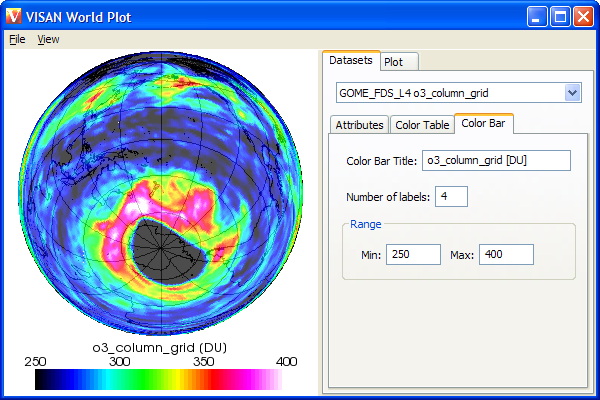 VISAN World Plot
File View
Datasets Plot
GOME_FDS_L4 o3_column_grid
Attributes Color Table Color Bar
Color Bar Title: o3_column_grid [DU]
Number of labels: 4
Range
Min: 250 Max: 400
o3_column_grid [DU]
250 300 350 400